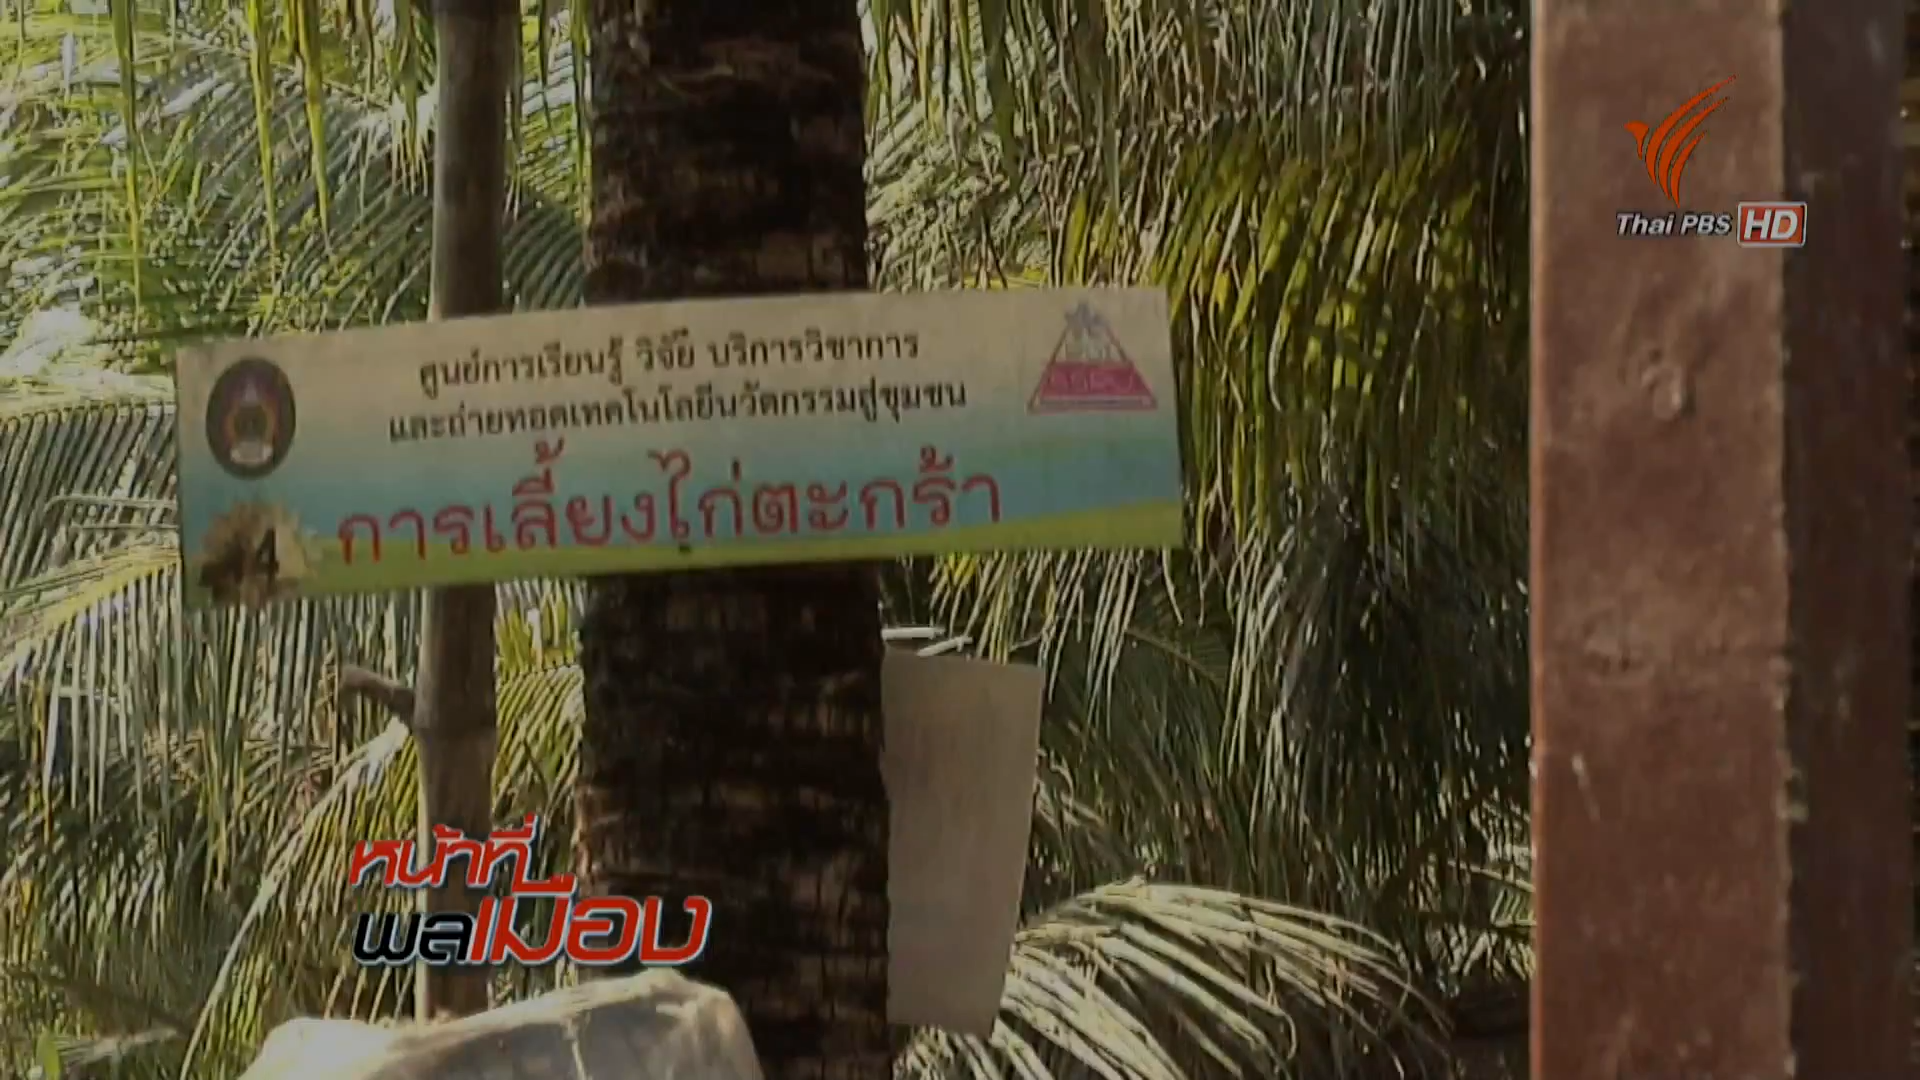 Thai PBS HD
ศูนย์การเรียนรู้ วิจัย บริการวิชาการ
และถ่ายทอดเทคโนโลยีนวัตกรรมสู่ชุมชน
การเลี้ยงไก่ตะกร้า
4
หน้าที่
พลเมือง